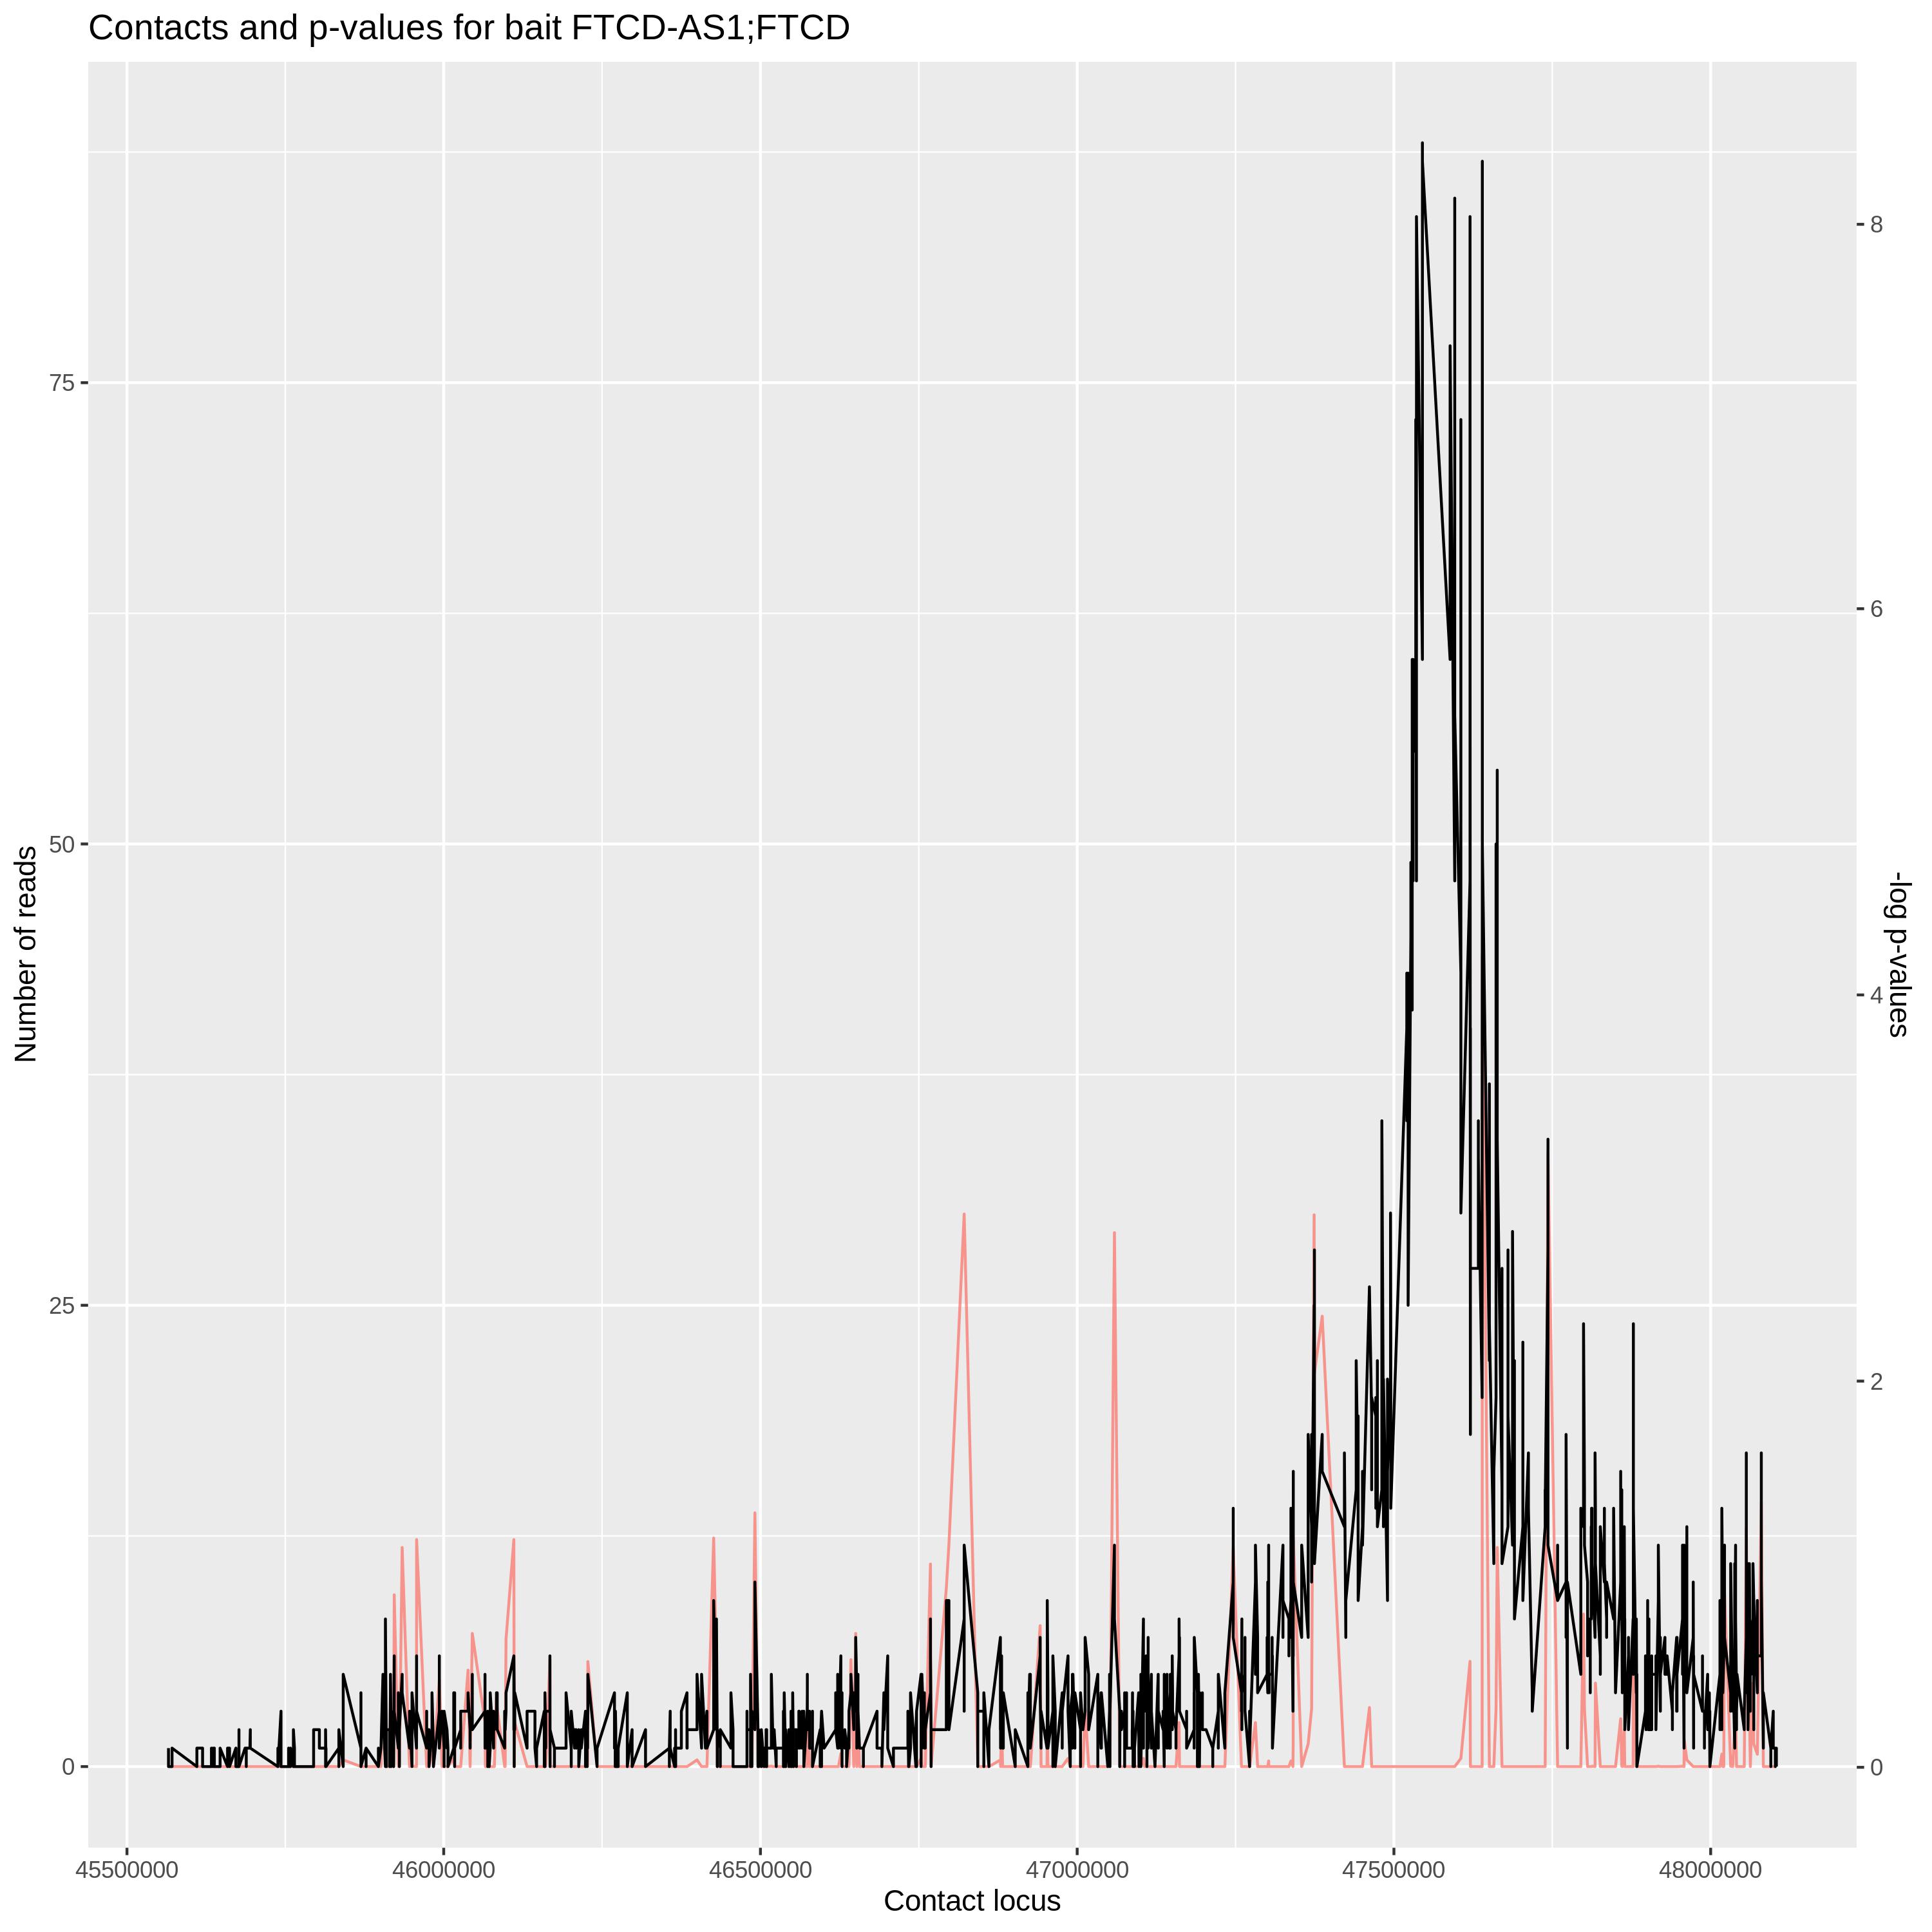 Contacts and p-values for bait FTCD-AS1;FTCD
Number of reads
75
50
25
0
8
6
4
2
0
-log p-values
45500000 46000000 46500000 47000000 47500000 48000000
Contact locus